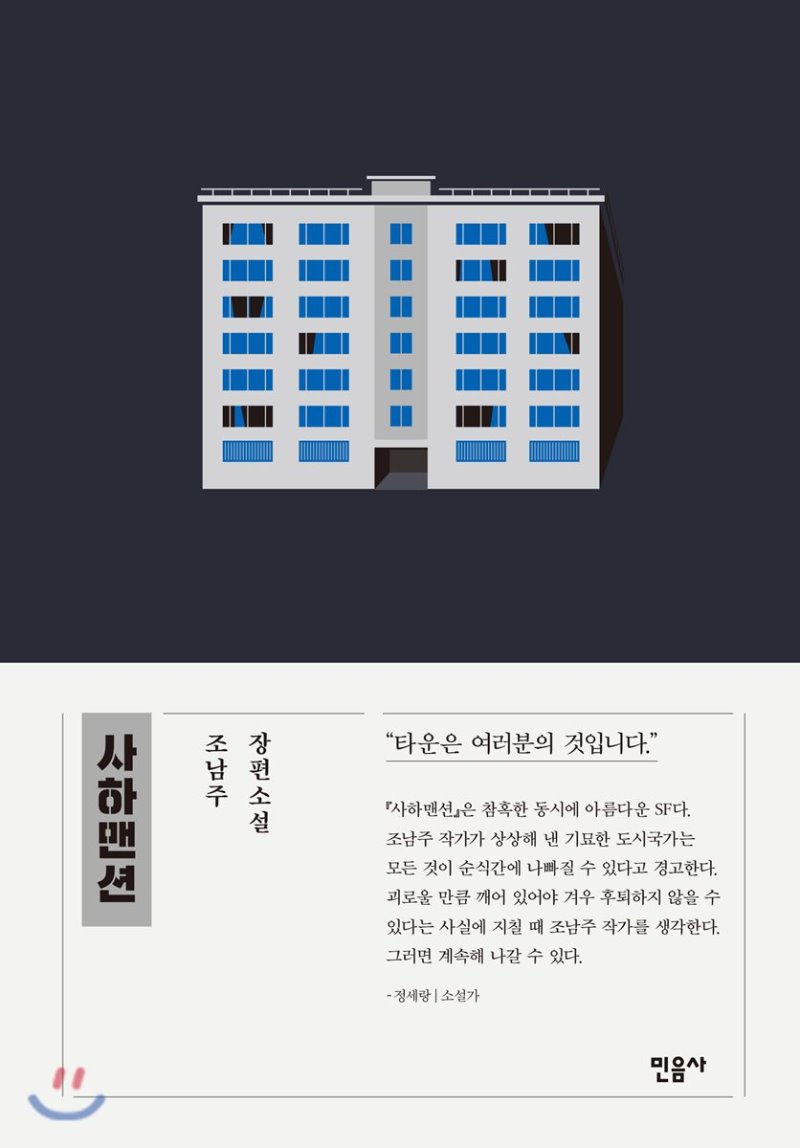 사하맨션
장편소설
조남주
“타운은 여러분의 것입니다.”
『사하맨션』은 참혹한 동시에 아름다운 SF다.
조남주 작가가 상상해 낸 기묘한 도시국가는
모든 것이 순식간에 나빠질 수 있다고 경고한다.
괴로울 만큼 깨어 있어야 겨우 후퇴하지 않을 수
있다는 사실에 지칠 때 조남주 작가를 생각한다.
그러면 계속해 나갈 수 있다.
- 정세랑 | 소설가
민음사